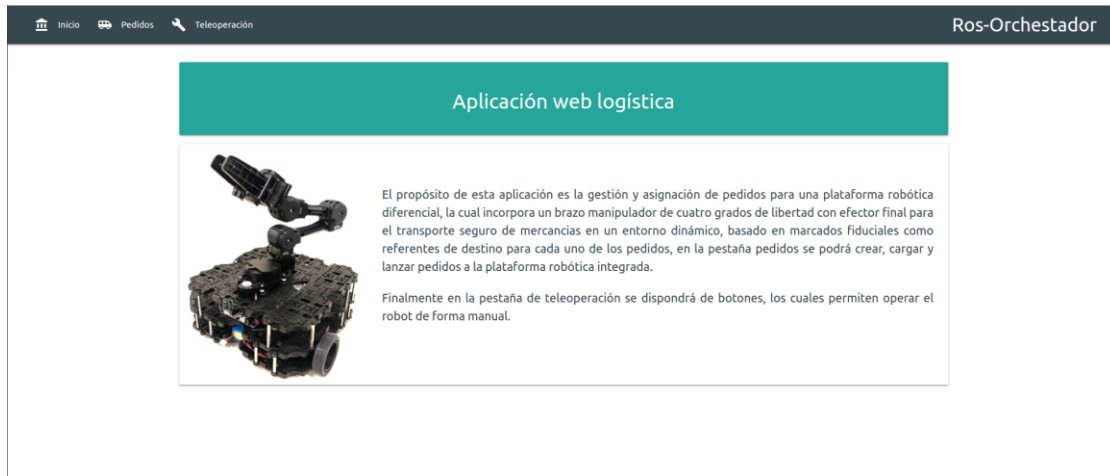 Inicio Pedidos Teleoperación Ros-Orchestador
Aplicación web logística
El propósito de esta aplicación es la gestión y asignación de pedidos para una plataforma robótica
diferencial, la cual incorpora un brazo manipulador de cuatro grados de libertad con efector final para
el transporte seguro de mercancias en un entorno dinámico, basado en marcados fiduciales como
referentes de destino para cada uno de los pedidos, en la pestaña pedidos se podrá crear, cargar y
lanzar pedidos a la plataforma robótica integrada.
Finalmente en la pestaña de teleoperación se dispondrá de botones, los cuales permiten operar el
robot de forma manual.